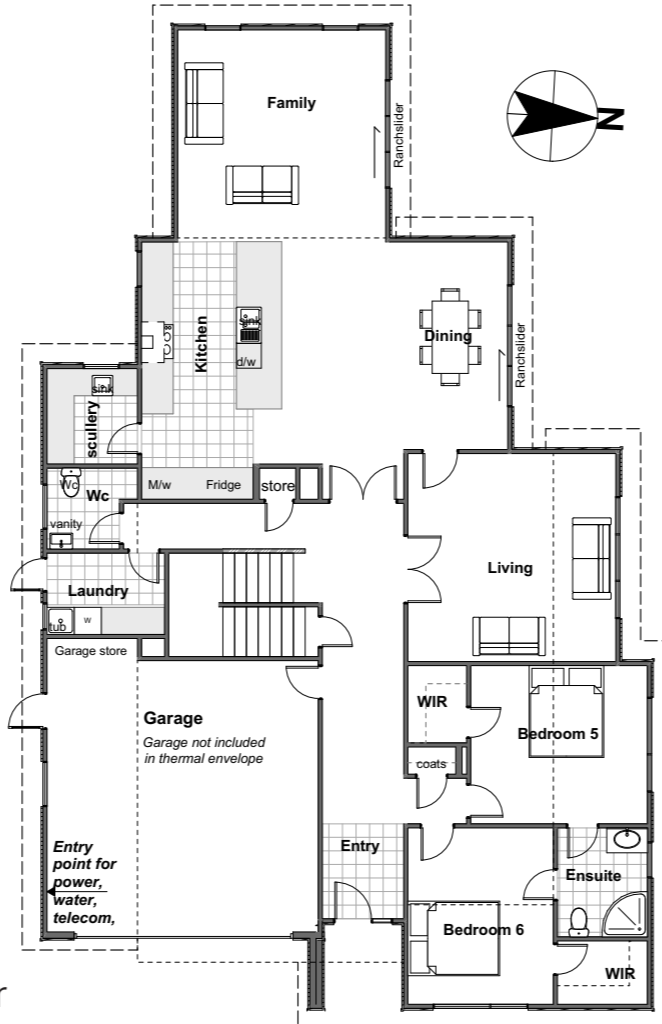 Family
Ranchslider
N
Kitchen
sink
d/w
Dining
Ranchslider
sink
scullery
Wc
Wc
vanity
M/w
Fridge
store
Living
Laundry
tub
w
Garage store
Garage
Garage not included
in thermal envelope
WIR
Bedroom 5
coats
Entry
point for
power,
water,
telecom,
Entry
Ensuite
Bedroom 6
WIR